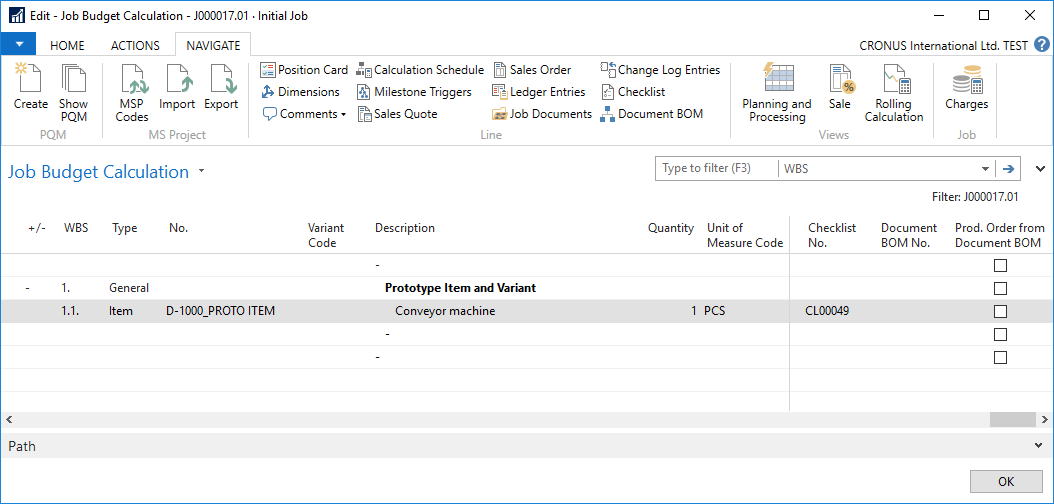 Edit - Job Budget Calculation - J000017.01 · Initial Job
HOME ACTIONS NAVIGATE CRONUS International Ltd. TEST ?
Create Show PQM
PQM
MSP Codes Import Export
MS Project
Position Card Calculation Schedule Sales Order Change Log Entries
Dimensions Milestone Triggers Ledger Entries Checklist
Comments Sales Quote Job Documents Document BOM
Line
Planning and Processing Sale Rolling Calculation
Views
Charges
Job
Job Budget Calculation
Type to filter (F3) WBS
Filter: J000017.01
+/- WBS Type No. Variant Code Description Quantity Unit of Measure Code Checklist No. Document BOM No. Prod. Order from Document BOM
-
- 1. General Prototype Item and Variant
1.1. Item D-1000_PROTO ITEM Conveyor machine 1 PCS CL00049
-
-
Path
OK